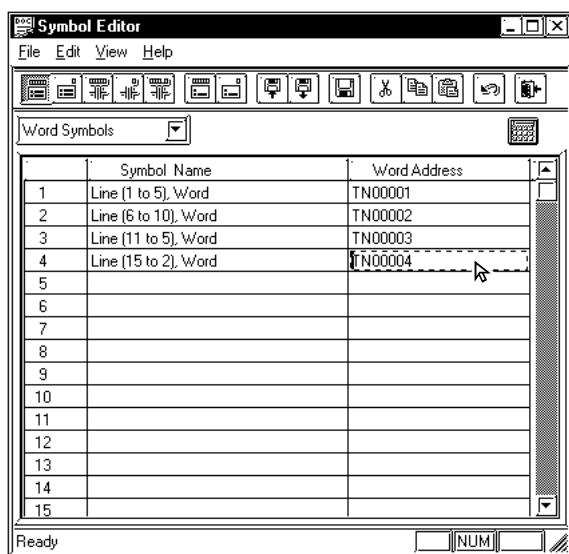 Symbol Editor
File Edit View Help
Word Symbols
Symbol Name Word Address
1 Line (1 to 5), Word TN00001
2 Line (6 to 10), Word TN00002
3 Line (11 to 5), Word TN00003
4 Line (15 to 2), Word TN00004
5
6
7
8
9
10
11
12
13
14
15
Ready NUM